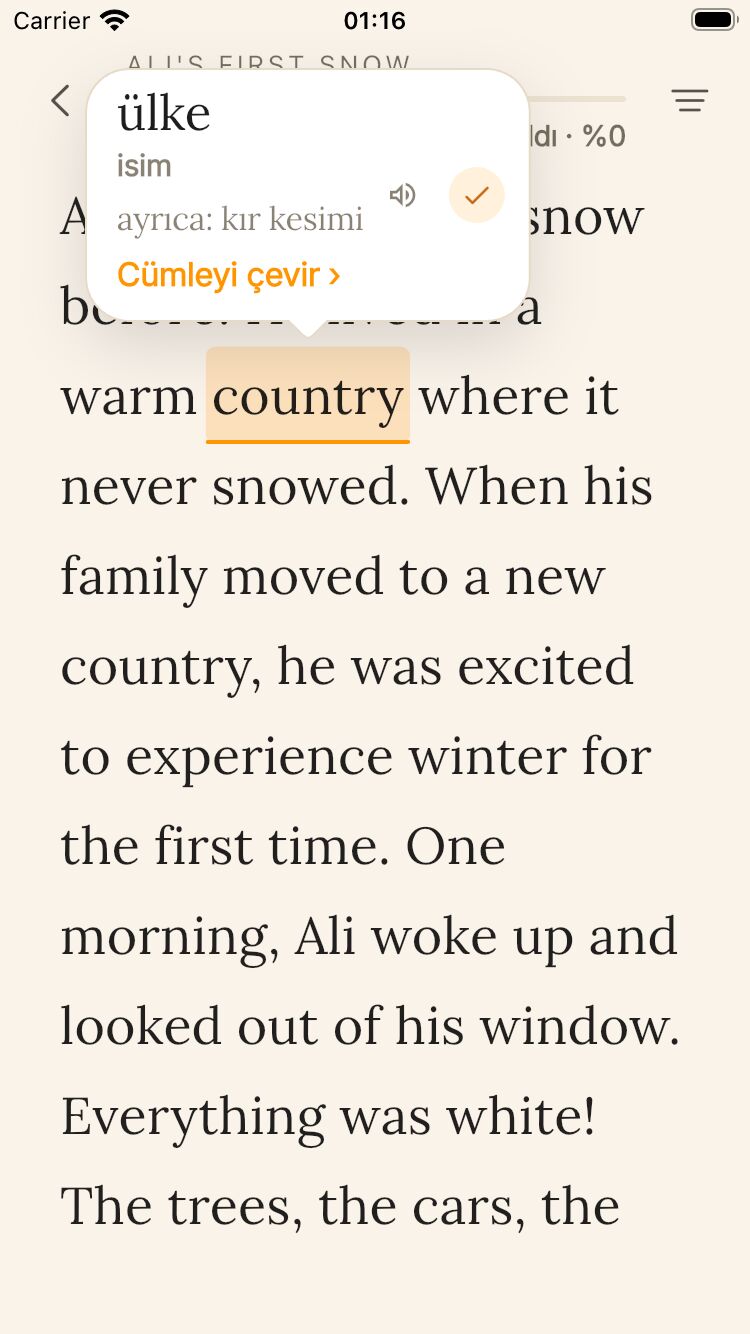 Carrier 01:16
ALI'S FIRST SNOW
%0
ülke
isim
ayrıca: kır kesimi
Cümleyi çevir ›
snow
a
warm country where it
never snowed. When his
family moved to a new
country, he was excited
to experience winter for
the first time. One
morning, Ali woke up and
looked out of his window.
Everything was white!
The trees, the cars, the